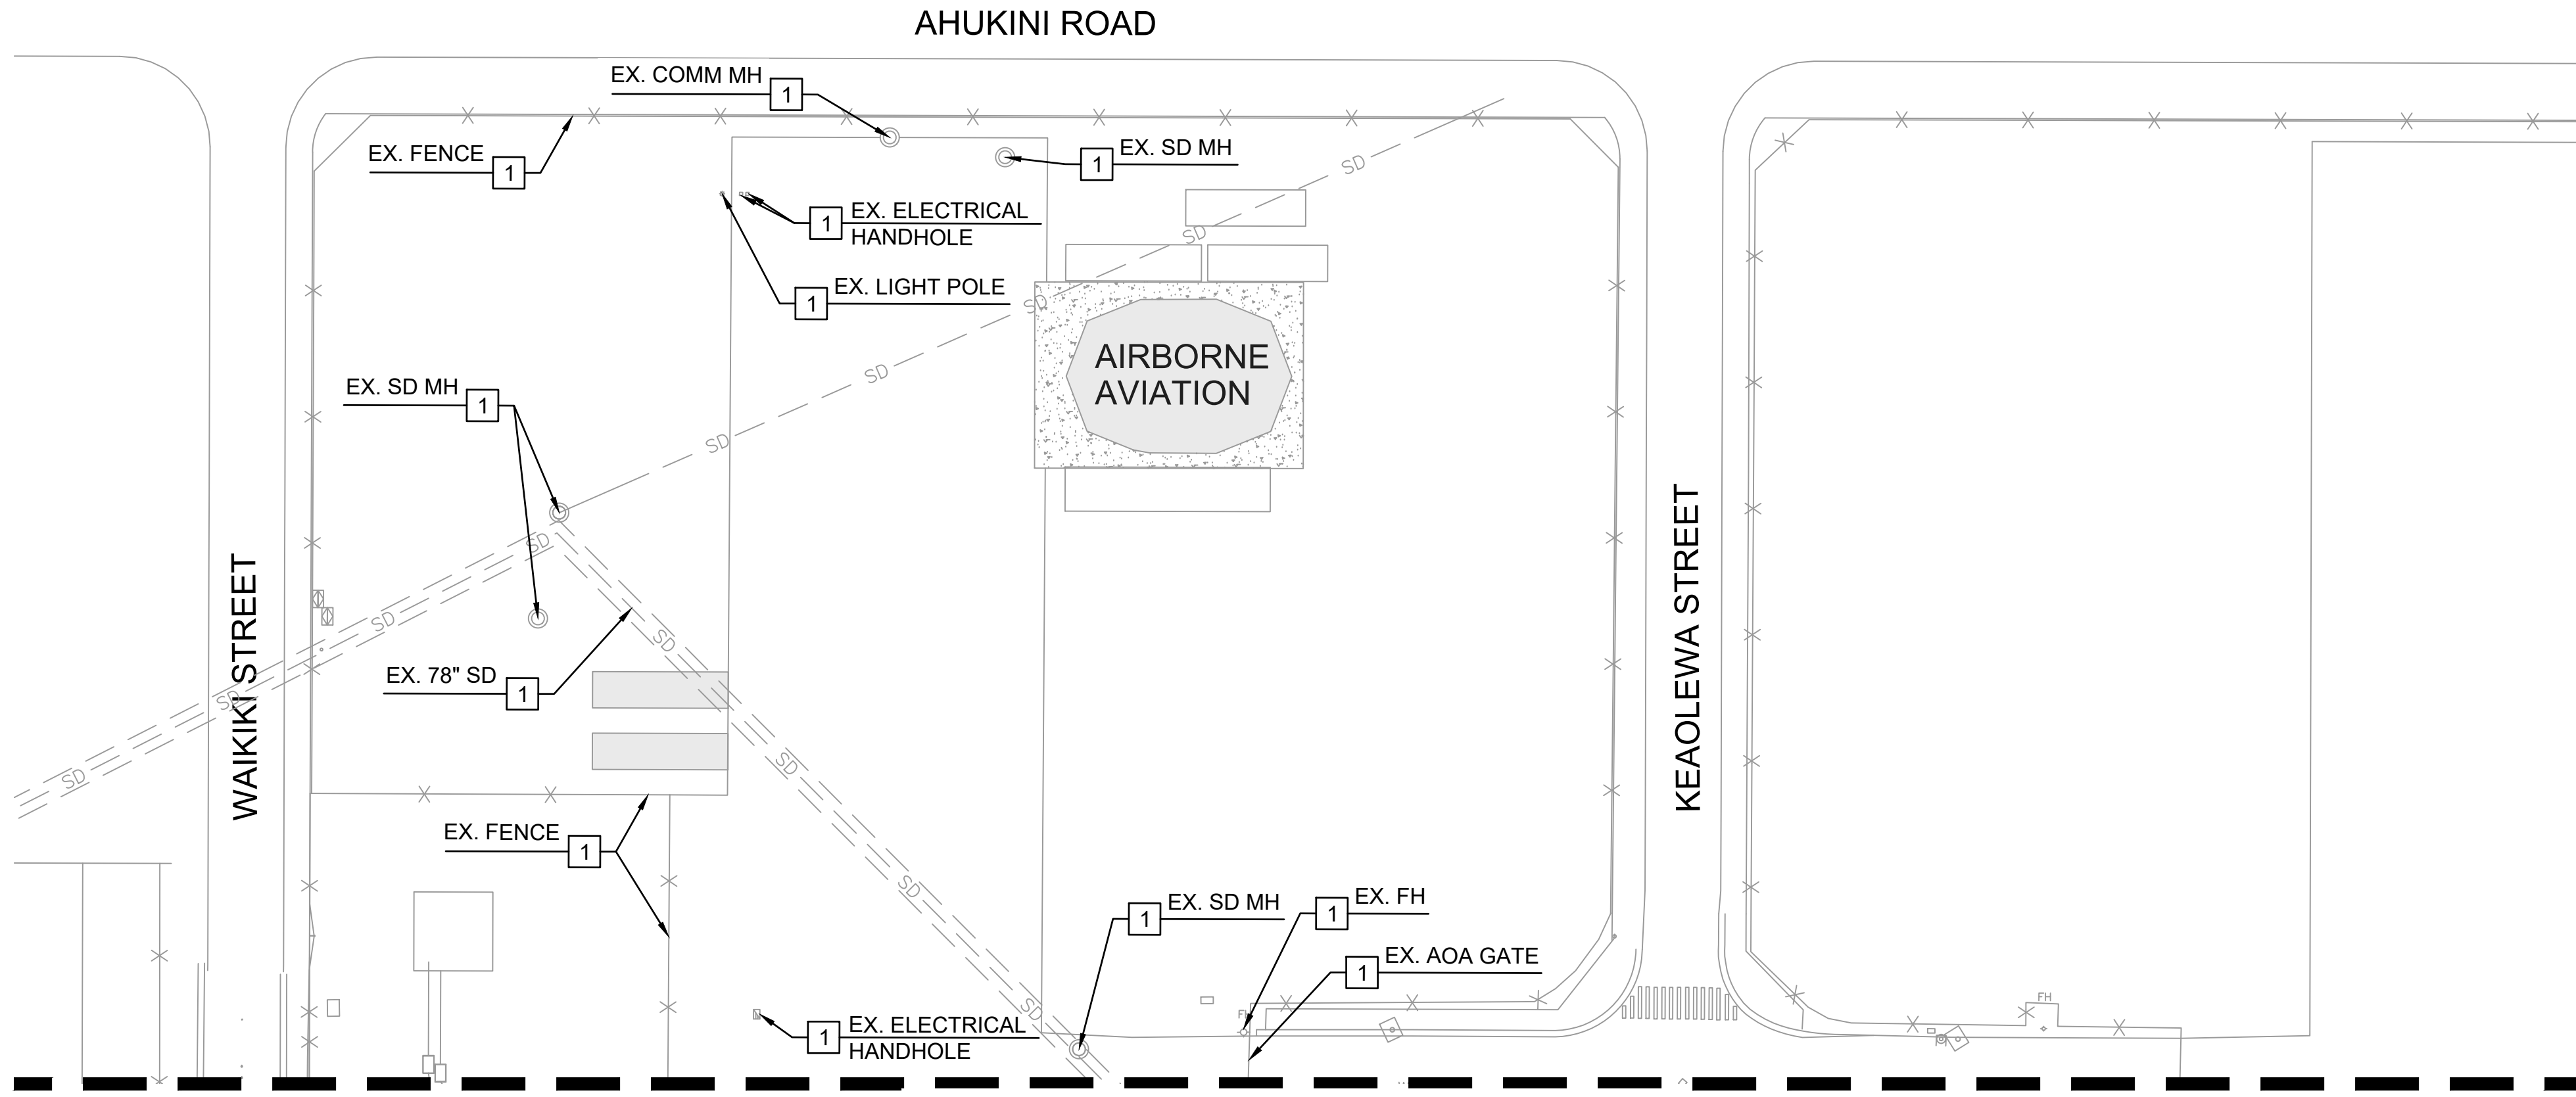 AHUKINI ROAD
EX. COMM MH
1
EX. FENCE
1
EX. SD MH
1
SD
EX. ELECTRICAL
HANDHOLE
1
SD
EX. LIGHT POLE
1
SD
AIRBORNE
AVIATION
SD
EX. SD MH
1
SD
SD
SD
SD
EX. 78" SD
1
SD
SD
WAIKIKI STREET
KEAOLEWA STREET
SD
EX. FENCE
1
SD
EX. SD MH
1
EX. FH
1
EX. AOA GATE
1
SD
FH
EX. ELECTRICAL
HANDHOLE
1